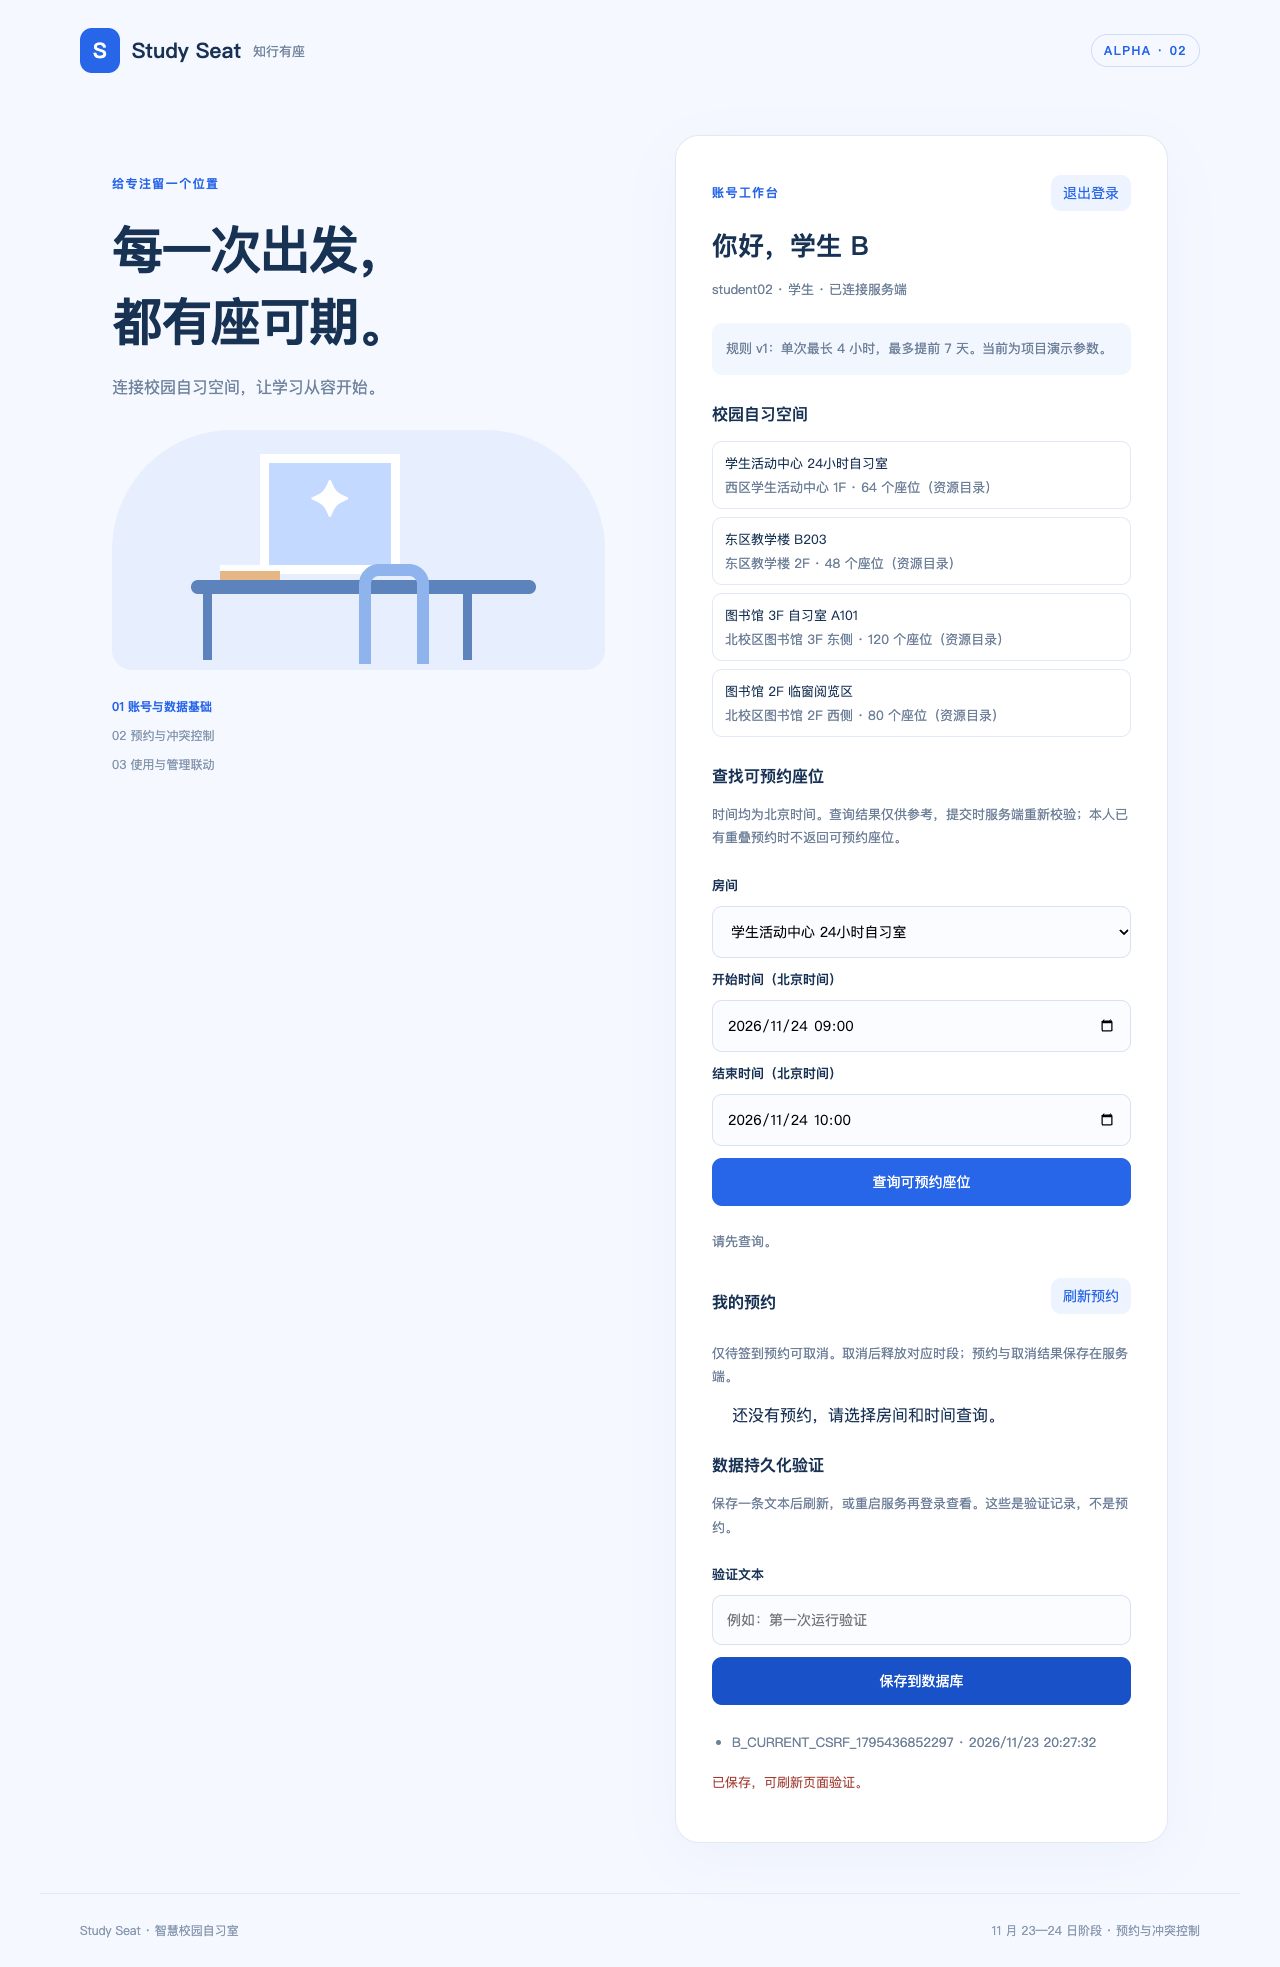 S Study Seat 知行有座
ALPHA · 02
给专注留一个位置
每一次出发，
都有座可期。
连接校园自习空间，让学习从容开始。
01 账号与数据基础
02 预约与冲突控制
03 使用与管理联动
账号工作台
退出登录
你好，学生 B
student02 · 学生 · 已连接服务端
规则 v1：单次最长 4 小时，最多提前 7 天。当前为项目演示参数。
校园自习空间
学生活动中心 24小时自习室
西区学生活动中心 1F · 64 个座位（资源目录）
东区教学楼 B203
东区教学楼 2F · 48 个座位（资源目录）
图书馆 3F 自习室 A101
北校区图书馆 3F 东侧 · 120 个座位（资源目录）
图书馆 2F 临窗阅览区
北校区图书馆 2F 西侧 · 80 个座位（资源目录）
查找可预约座位
时间均为北京时间。查询结果仅供参考，提交时服务端重新校验；本人已
有重叠预约时不返回可预约座位。
房间
学生活动中心 24小时自习室
开始时间（北京时间）
2026/11/24 09:00
结束时间（北京时间）
2026/11/24 10:00
查询可预约座位
请先查询。
我的预约
刷新预约
仅待签到预约可取消。取消后释放对应时段；预约与取消结果保存在服务
端。
还没有预约，请选择房间和时间查询。
数据持久化验证
保存一条文本后刷新，或重启服务再登录查看。这些是验证记录，不是预
约。
验证文本
例如：第一次运行验证
保存到数据库
B_CURRENT_CSRF_1795436852297 · 2026/11/23 20:27:32
已保存，可刷新页面验证。
Study Seat · 智慧校园自习室
11 月 23—24 日阶段 · 预约与冲突控制